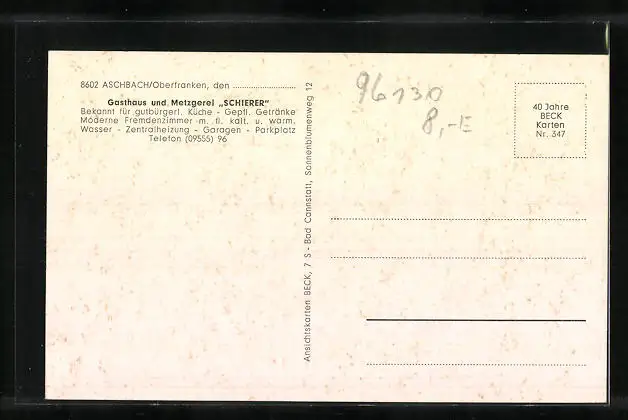 8602 ASCHBACH/Oberfranken, den
Gasthaus und Metzgerei „SCHIERER"
Bekannt für gutbürgerl. Küche - Gepfl. Getränke
Moderne Fremdenzimmer m. fl. kalt. u. warm.
Wasser - Zentralheizung - Garagen - Parkplatz
Telefon (09555) 96
Ansichtskarten BECK, 7 S - Bad Cannstatt, Sonnenblumenweg 12
96130
8,-E
40 Jahre
BECK
Karten
Nr. 347